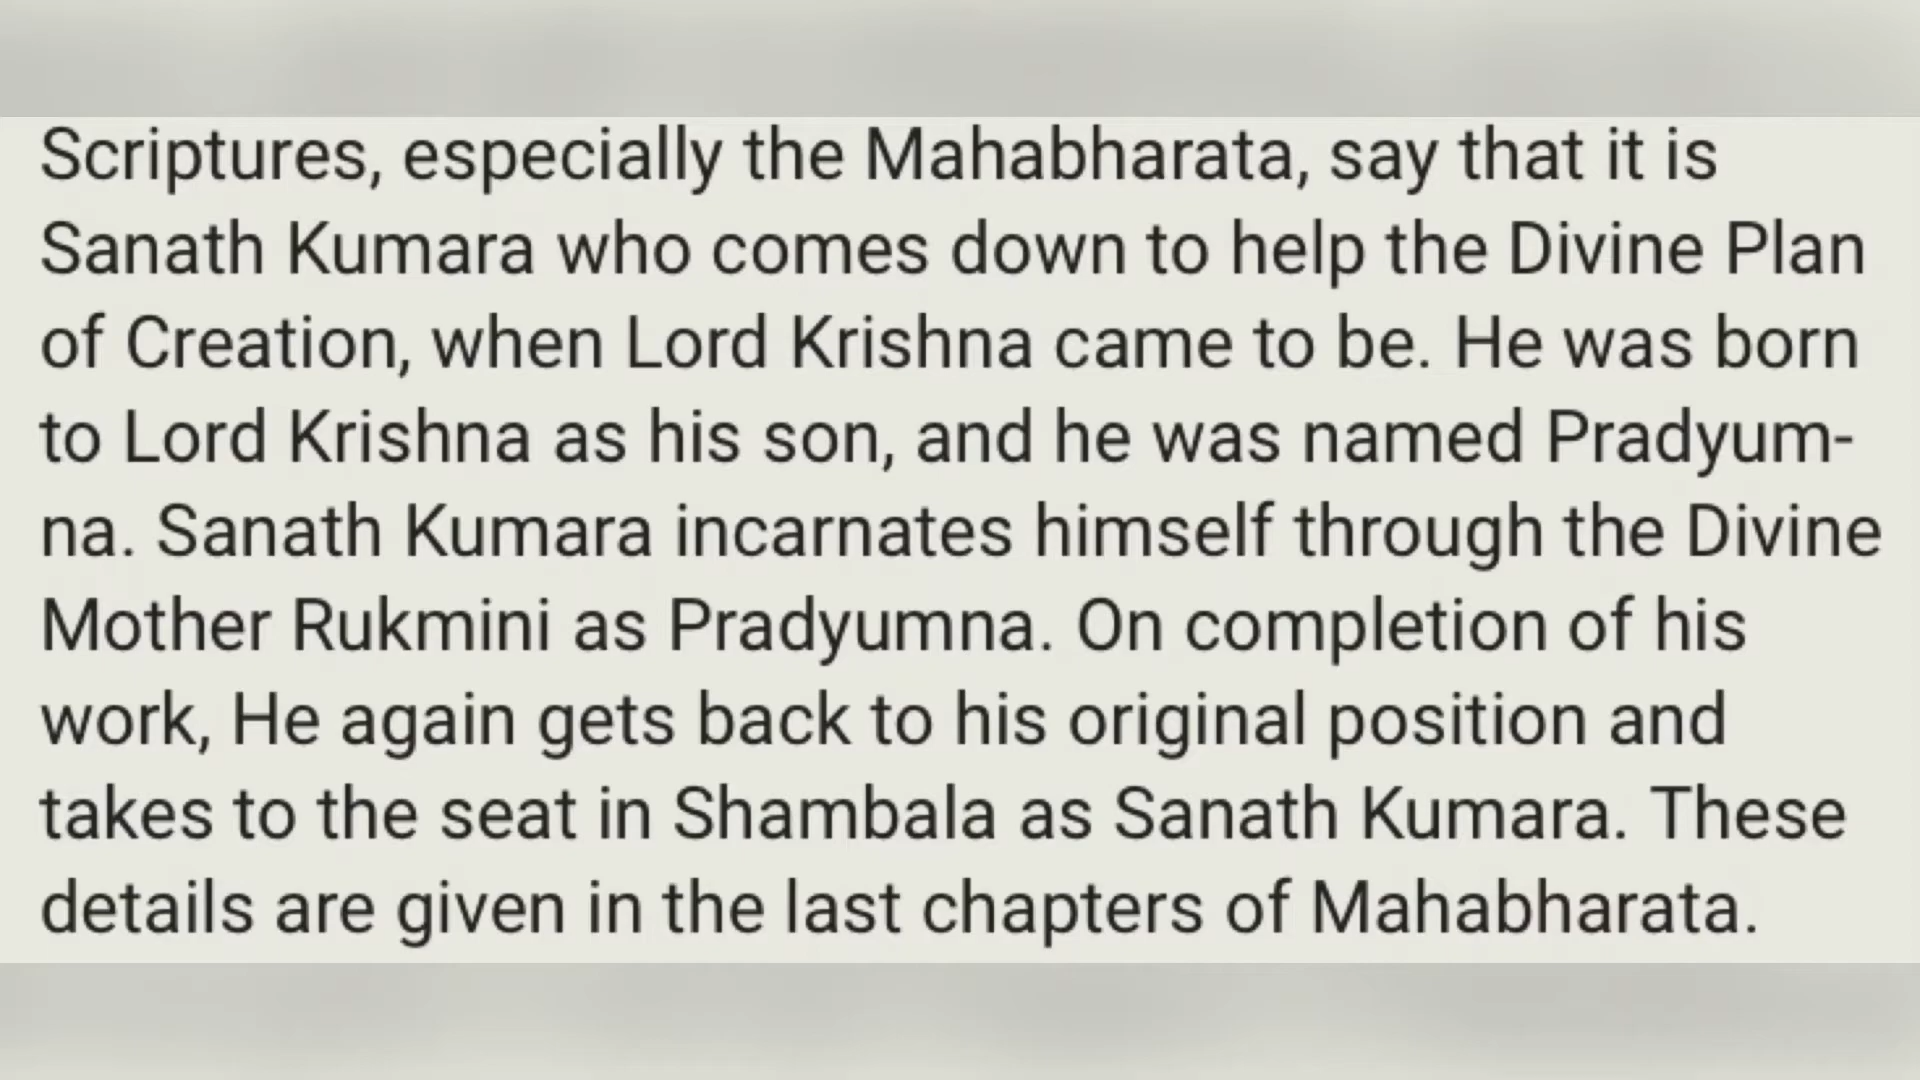 Scriptures, especially the Mahabharata, say that it is
Sanath Kumara who comes down to help the Divine Plan
of Creation, when Lord Krishna came to be. He was born
to Lord Krishna as his son, and he was named Pradyum-
na. Sanath Kumara incarnates himself through the Divine
Mother Rukmini as Pradyumna. On completion of his
work, He again gets back to his original position and
takes to the seat in Shambala as Sanath Kumara. These
details are given in the last chapters of Mahabharata.